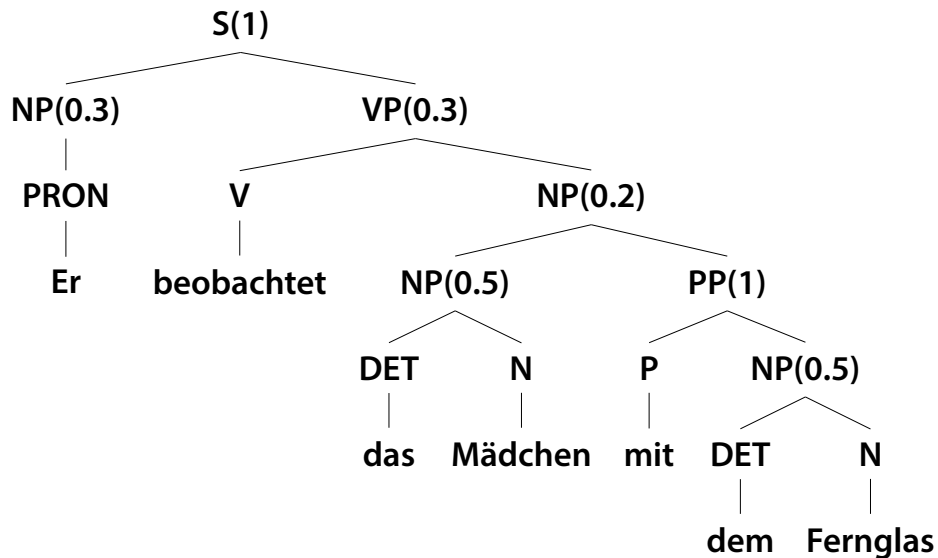 S(1)
NP(0.3) VP(0.3)
PRON V NP(0.2)
Er beobachtet NP(0.5) PP(1)
DET N P NP(0.5)
das Mädchen mit DET N
dem Fernglas